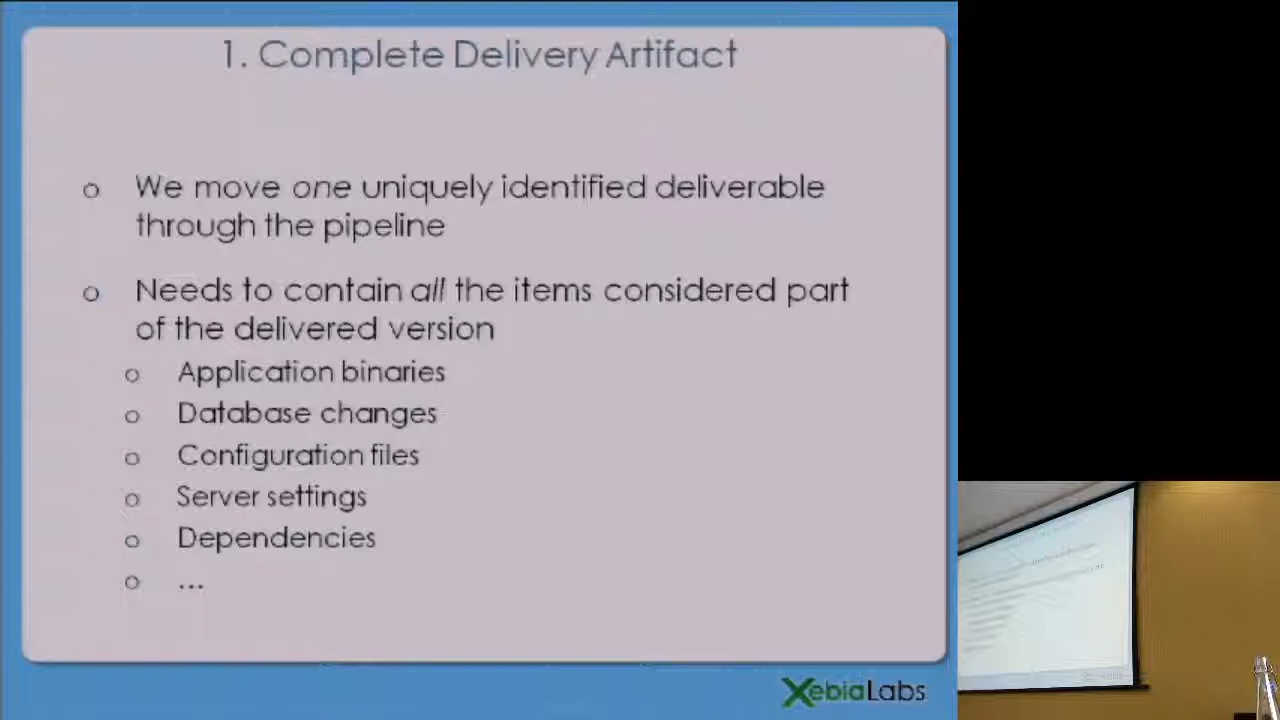 1. Complete Delivery Artifact
o We move one uniquely identified deliverable
through the pipeline
o Needs to contain all the items considered part
of the delivered version
o Application binaries
o Database changes
o Configuration files
o Server settings
o Dependencies
o ...
XebiaLabs